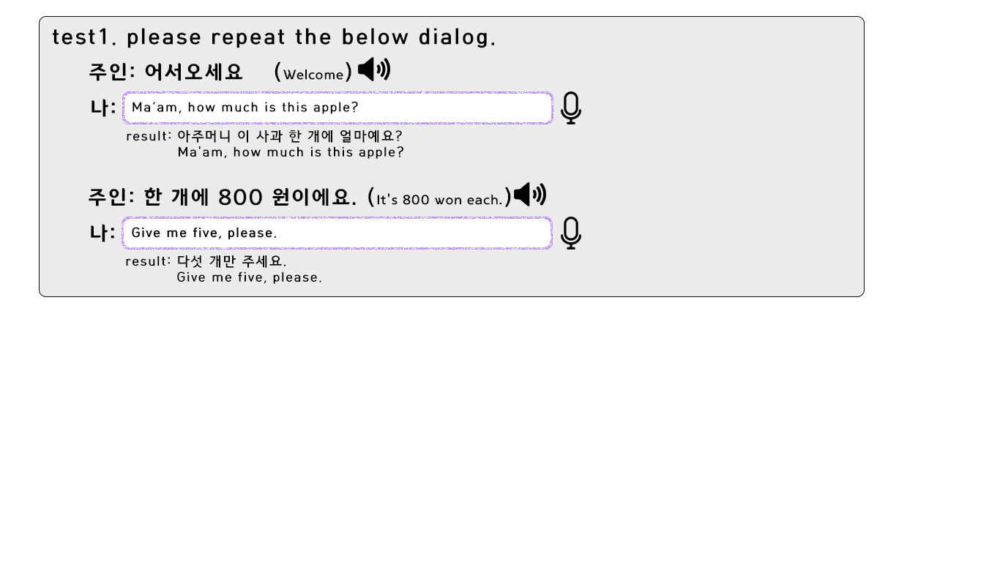 test1. please repeat the below dialog.
주인: 어서오세요 (Welcome)
나: Ma’am, how much is this apple?
result: 아주머니 이 사과 한 개에 얼마예요?
Ma'am, how much is this apple?
주인: 한 개에 800 원이에요. (It's 800 won each.)
나: Give me five, please.
result: 다섯 개만 주세요.
Give me five, please.